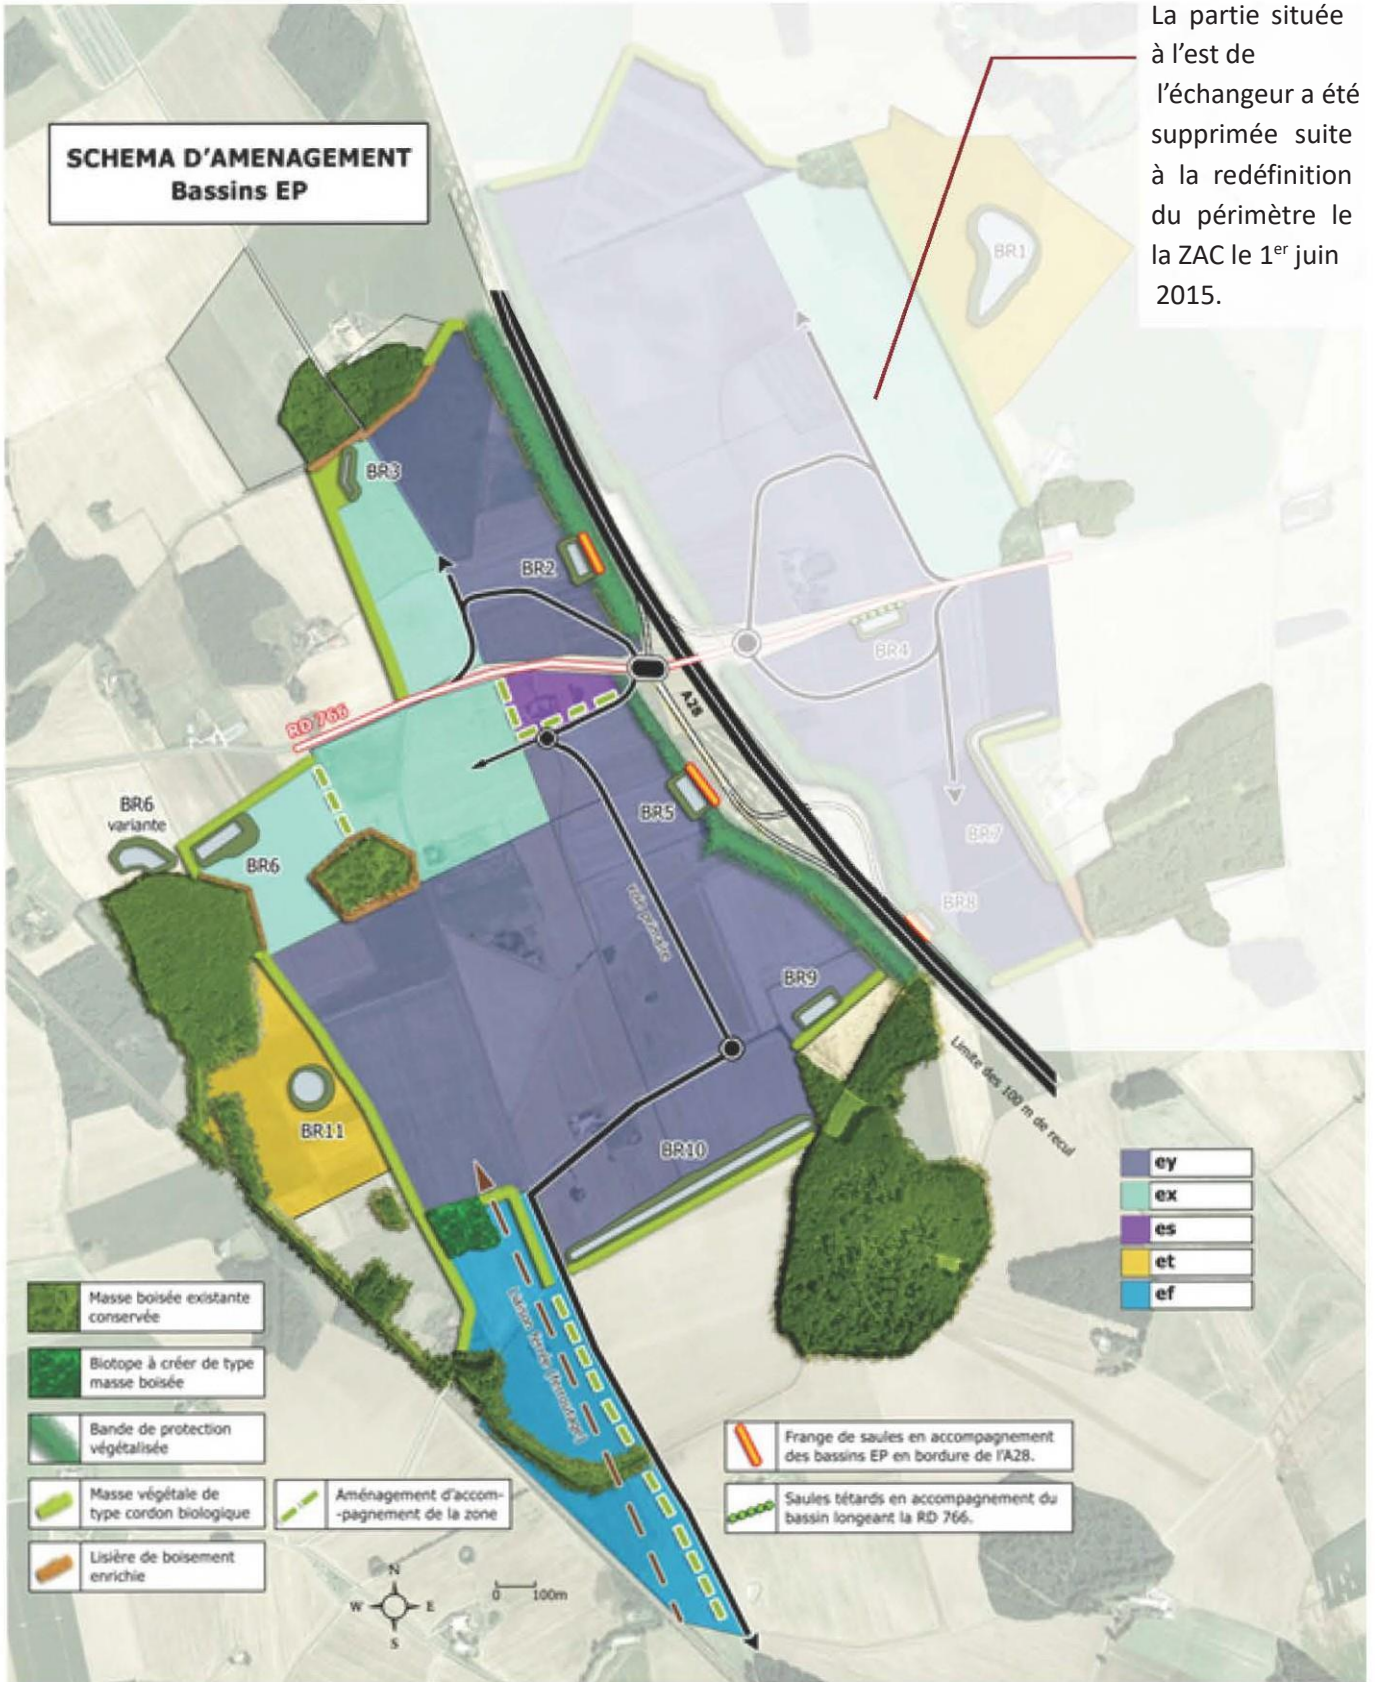 La partie située
à l’est de
l’échangeur a été
supprimée suite
à la redéfinition
du périmètre le
la ZAC le 1er juin
2015.
SCHEMA D'AMENAGEMENT
Bassins EP
BR1
BR3
BR2
BR4
RD 766
A28
BR5
BR6
variante
BR6
BR7
BR8
voie primaire
BR9
Limite des 100 m de recul
BR11
BR10
ey
ex
es
et
ef
Masse boisée existante
conservée
Biotope à créer de type
masse boisée
Bande de protection
végétalisée
Masse végétale de
type cordon biologique
Lisière de boisement
enrichie
Aménagement d'accom-
-pagnement de la zone
Frange de saules en accompagnement
des bassins EP en bordure de l'A28.
Saules tétards en accompagnement du
bassin longeant la RD 766.
N
W
E
S
0
100m